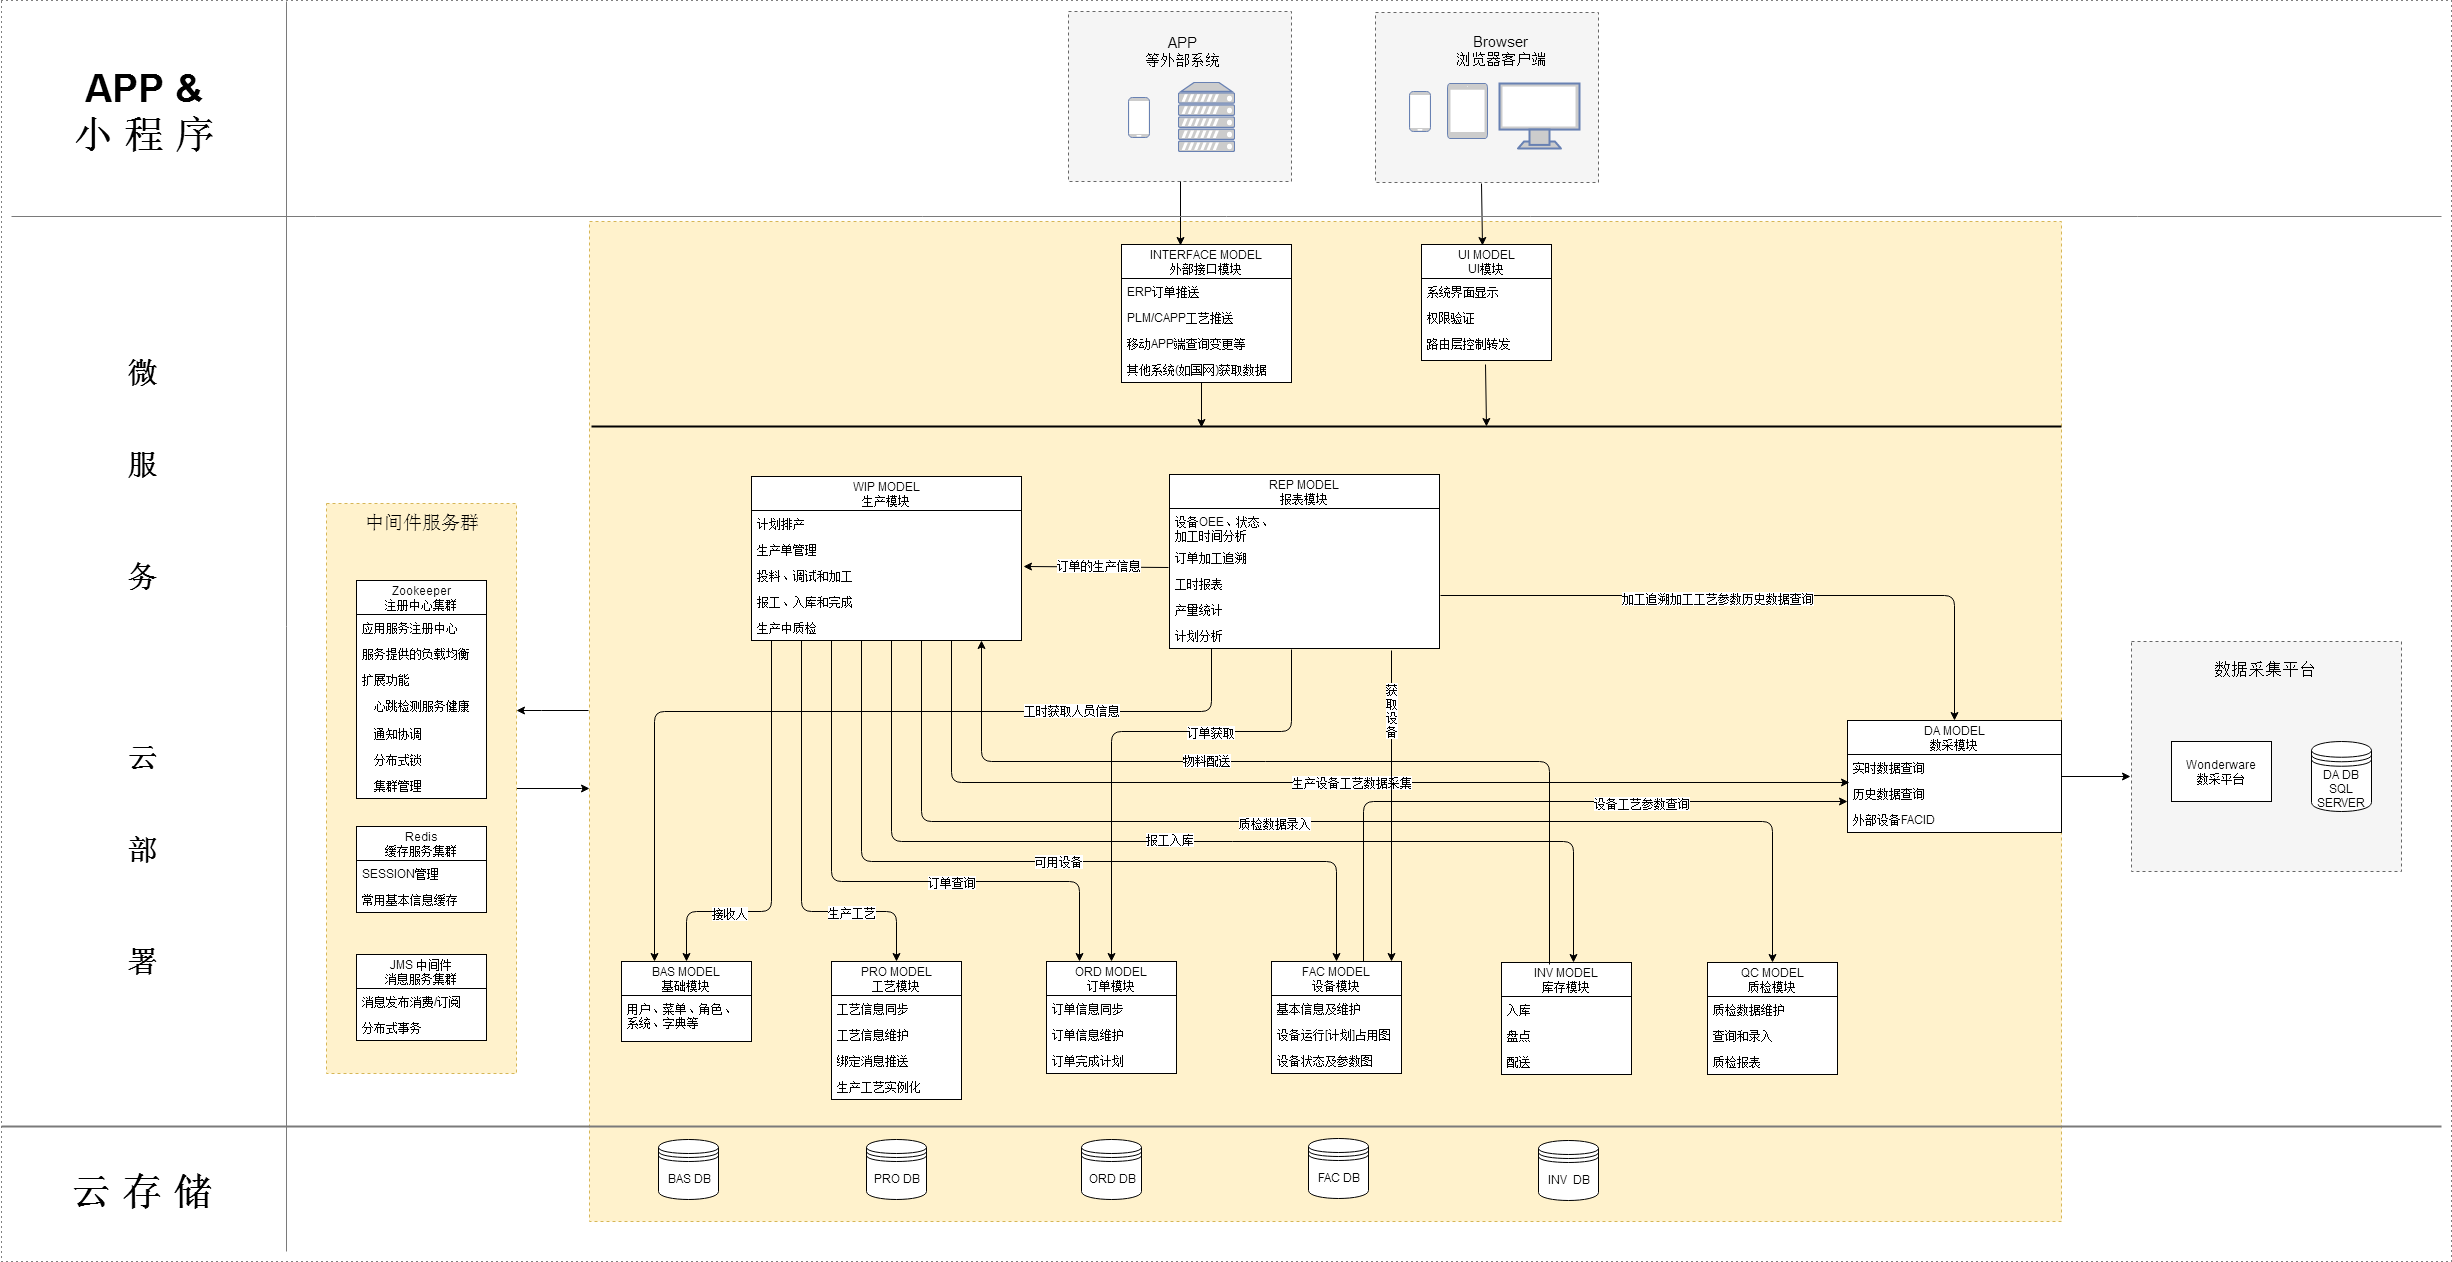 APP &
小 程 序
APP
等外部系统
Browser
浏览器客户端
微
服
务
云
部
署
INTERFACE MODEL
外部接口模块
ERP订单推送
PLM/CAPP工艺推送
移动APP端查询变更等
其他系统(如国网)获取数据
UI MODEL
UI模块
系统界面显示
权限验证
路由层控制转发
中间件服务群
Zookeeper
注册中心集群
应用服务注册中心
服务提供的负载均衡
扩展功能
心跳检测服务健康
通知协调
分布式锁
集群管理
Redis
缓存服务集群
SESSION管理
常用基本信息缓存
JMS 中间件
消息服务集群
消息发布消费/订阅
分布式事务
WIP MODEL
生产模块
计划排产
生产单管理
投料、调试和加工
报工、入库和完成
生产中质检
REP MODEL
报表模块
设备OEE、状态、
加工时间分析
订单加工追溯
工时报表
产量统计
计划分析
订单的生产信息
加工追溯加工工艺参数历史数据查询
工时获取人员信息
订单获取
获
取
设
备
物料配送
生产设备工艺数据采集
设备工艺参数查询
质检数据录入
报工入库
可用设备
订单查询
接收人
生产工艺
DA MODEL
数采模块
实时数据查询
历史数据查询
外部设备FACID
数据采集平台
Wonderware
数采平台
DA DB
SQL
SERVER
BAS MODEL
基础模块
用户、菜单、角色、
系统、字典等
PRO MODEL
工艺模块
工艺信息同步
工艺信息维护
绑定消息推送
生产工艺实例化
ORD MODEL
订单模块
订单信息同步
订单信息维护
订单完成计划
FAC MODEL
设备模块
基本信息及维护
设备运行[计划]占用图
设备状态及参数图
INV MODEL
库存模块
入库
盘点
配送
QC MODEL
质检模块
质检数据维护
查询和录入
质检报表
云 存 储
BAS DB
PRO DB
ORD DB
FAC DB
INV DB